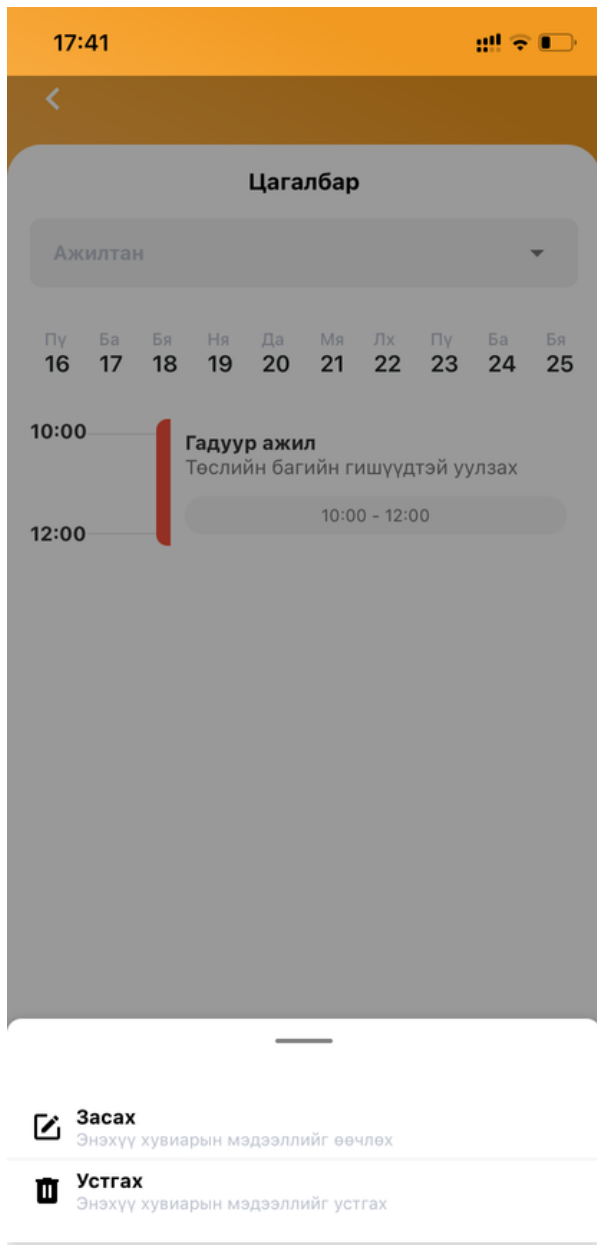 17:41
Цагалбар
Ажилтан
Пү Ба Бя Ня Да Мя Лх Пү Ба Бя
16 17 18 19 20 21 22 23 24 25
10:00
Гадуур ажил
Төслийн багийн гишүүдтэй уулзах
10:00 - 12:00
12:00
Засах
Энэхүү хувиарын мэдээллийг өөчлөх
Устгах
Энэхүү хувиарын мэдээллийг устгах